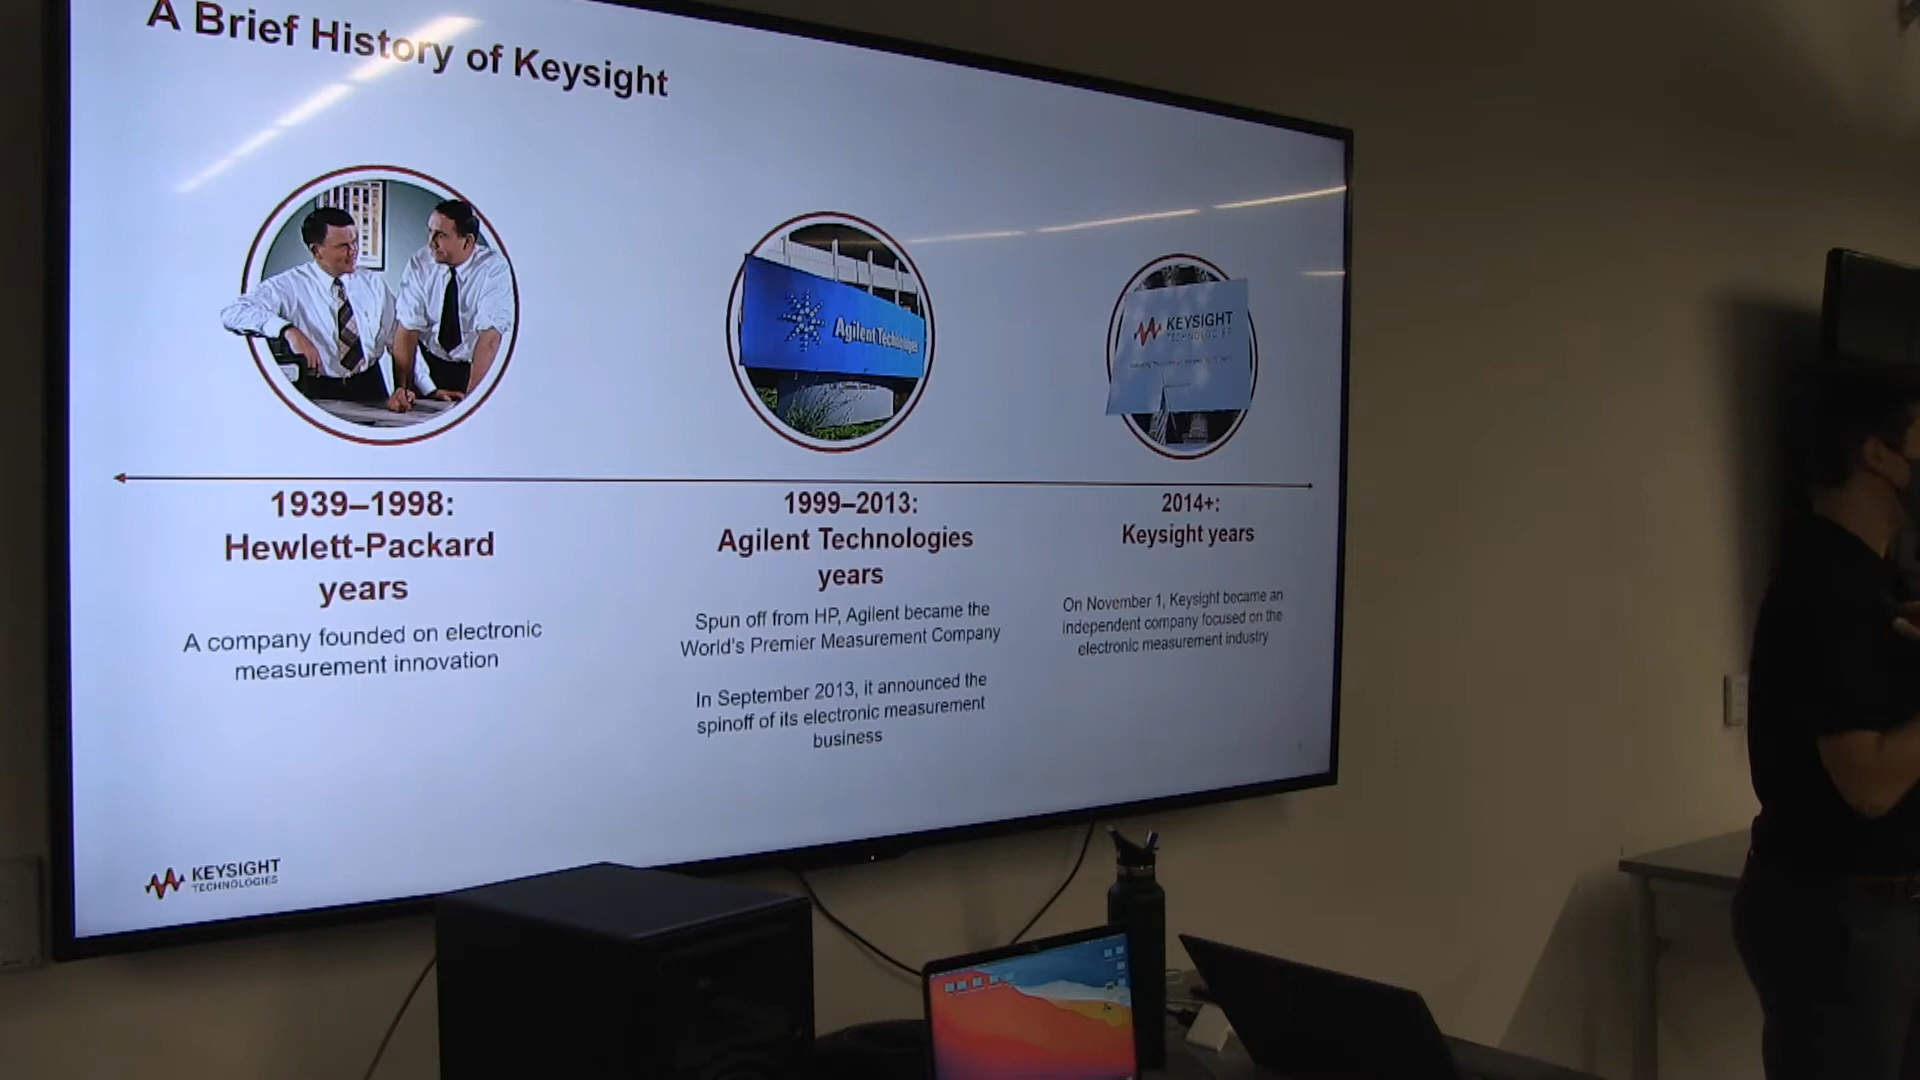 A Brief History of Keysight
Agilent Technologies
KEYSIGHT
TECHNOLOGIES
1939–1998:
Hewlett-Packard
years
A company founded on electronic
measurement innovation
1999–2013:
Agilent Technologies
years
Spun off from HP, Agilent became the
World's Premier Measurement Company
In September 2013, it announced the
spinoff of its electronic measurement
business
2014+:
Keysight years
On November 1, Keysight became an
independent company focused on the
electronic measurement industry
KEYSIGHT
TECHNOLOGIES